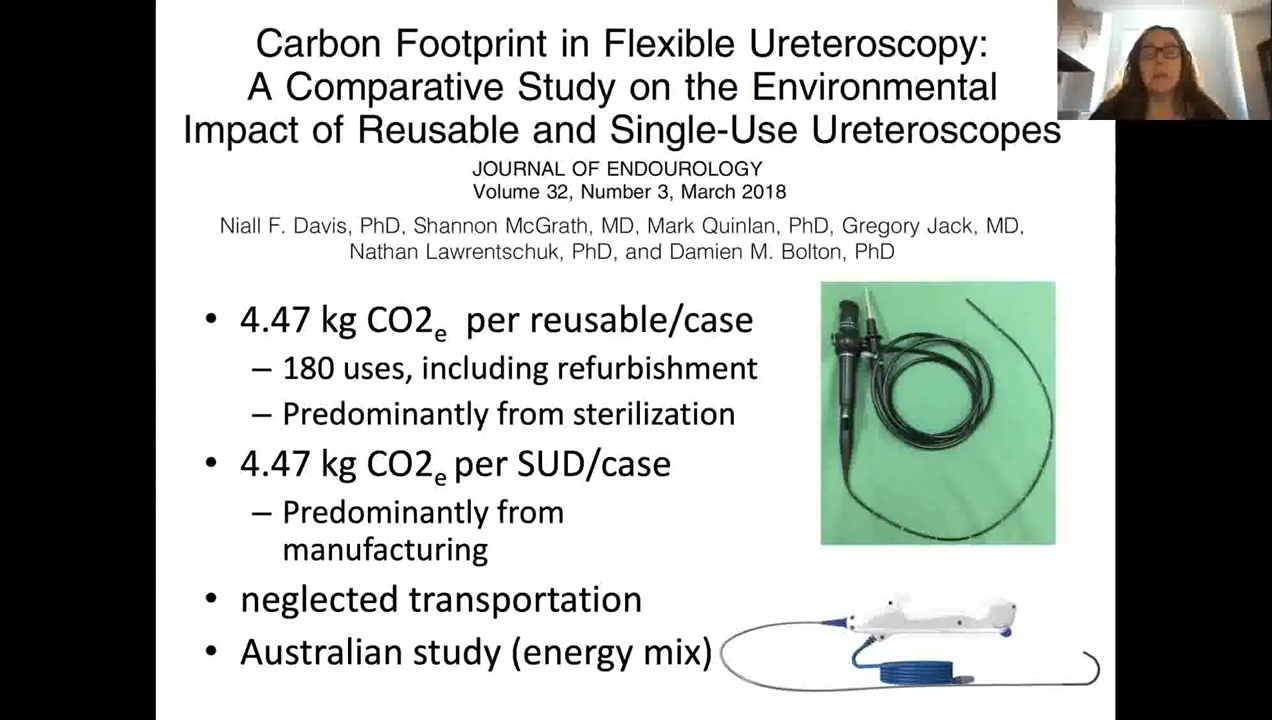 Carbon Footprint in Flexible Ureteroscopy:
A Comparative Study on the Environmental
Impact of Reusable and Single-Use Ureteroscopes
JOURNAL OF ENDOUROLOGY
Volume 32, Number 3, March 2018
Niall F. Davis, PhD, Shannon McGrath, MD, Mark Quinlan, PhD, Gregory Jack, MD,
Nathan Lawrentschuk, PhD, and Damien M. Bolton, PhD
• 4.47 kg CO2e per reusable/case
– 180 uses, including refurbishment
– Predominantly from sterilization
• 4.47 kg CO2e per SUD/case
– Predominantly from
manufacturing
• neglected transportation
• Australian study (energy mix)